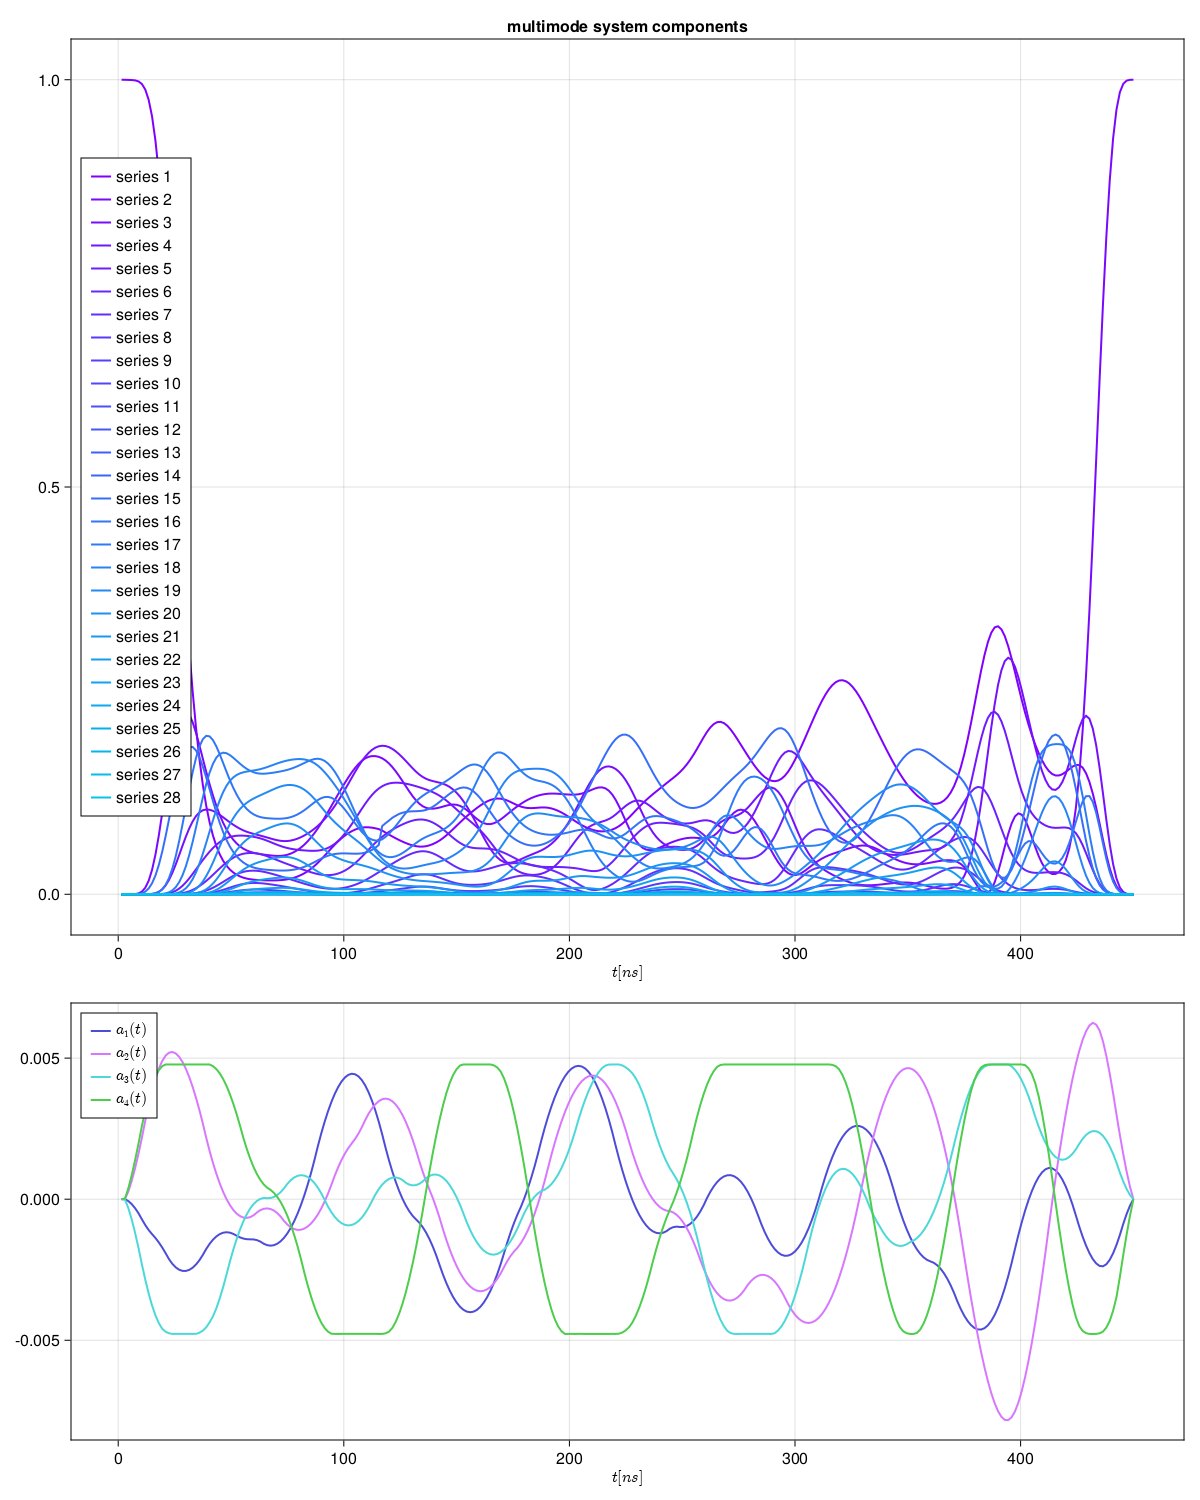 multimode system components
1.0
0.5
0.0
series 1
series 2
series 3
series 4
series 5
series 6
series 7
series 8
series 9
series 10
series 11
series 12
series 13
series 14
series 15
series 16
series 17
series 18
series 19
series 20
series 21
series 22
series 23
series 24
series 25
series 26
series 27
series 28
0 100 200 300 400
t[ns]
0.005
0.000
-0.005
a₁(t)
a₂(t)
a₃(t)
a₄(t)
0 100 200 300 400
t[ns]